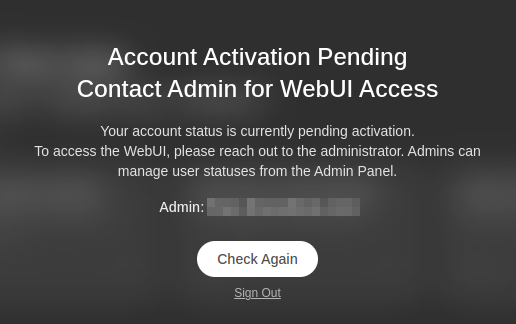 Account Activation Pending
Contact Admin for WebUI Access
Your account status is currently pending activation.
To access the WebUI, please reach out to the administrator. Admins can
manage user statuses from the Admin Panel.
Admin:
Check Again
Sign Out